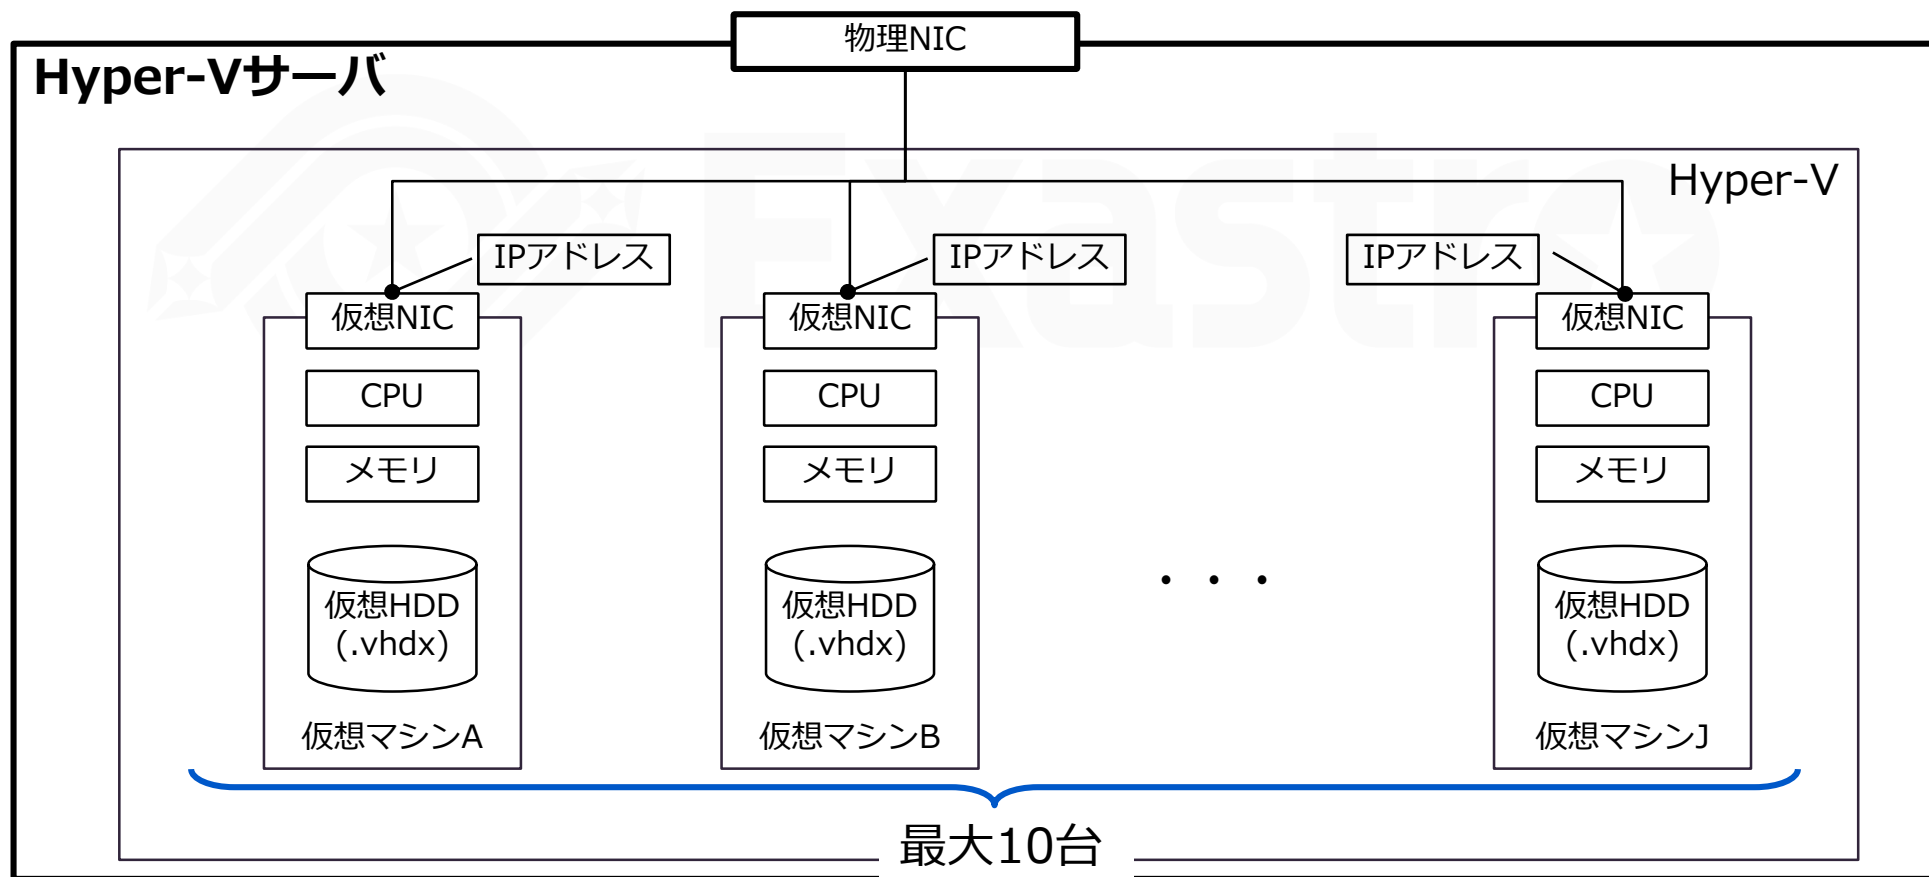 物理NIC
Hyper-Vサーバ
Exastro
Hyper-V
IPアドレス
IPアドレス
IPアドレス
仮想NIC
仮想NIC
仮想NIC
CPU
CPU
CPU
メモリ
メモリ
メモリ
仮想HDD
(.vhdx)
仮想HDD
(.vhdx)
・・・
仮想HDD
(.vhdx)
仮想マシンA
仮想マシンB
仮想マシンJ
最大10台